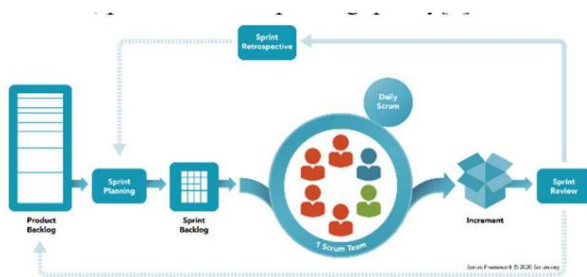 Sprint
Retrospective
Daily
Scrum
Sprint
Planning
Sprint
Review
Product
Backlog
Sprint
Backlog
1 Scrum Team
Increment
Scrum Framework © 2020 Scrum.org